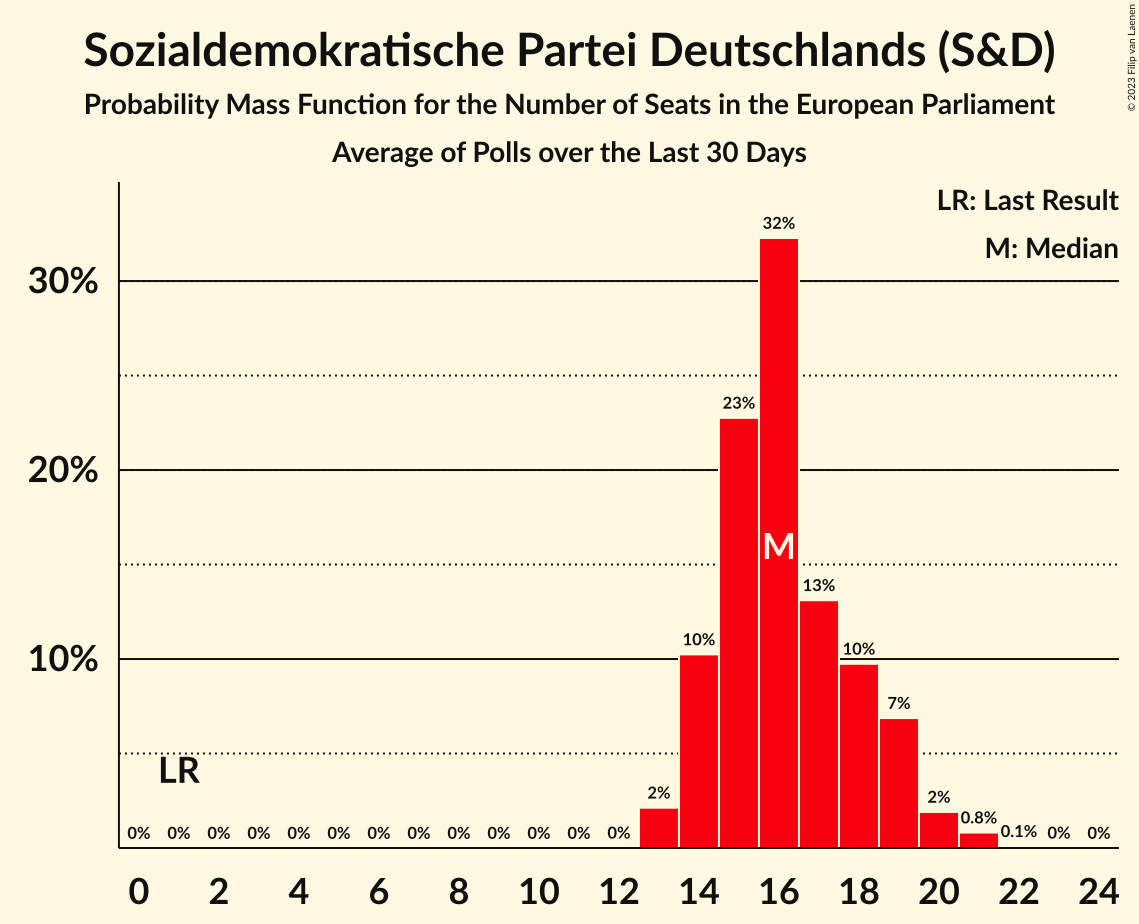 Sozialdemokratische Partei Deutschlands (S&D)
Probability Mass Function for the Number of Seats in the European Parliament
Average of Polls over the Last 30 Days
© 2023 Filip van Laenen
LR: Last Result
M: Median
30%
20%
10%
32%
23%
M
13%
10%
10%
7%
LR
2%
2%
0.8%
0% 0% 0% 0% 0% 0% 0% 0% 0% 0% 0% 0% 0% 0.1% 0% 0%
0 2 4 6 8 10 12 14 16 18 20 22 24